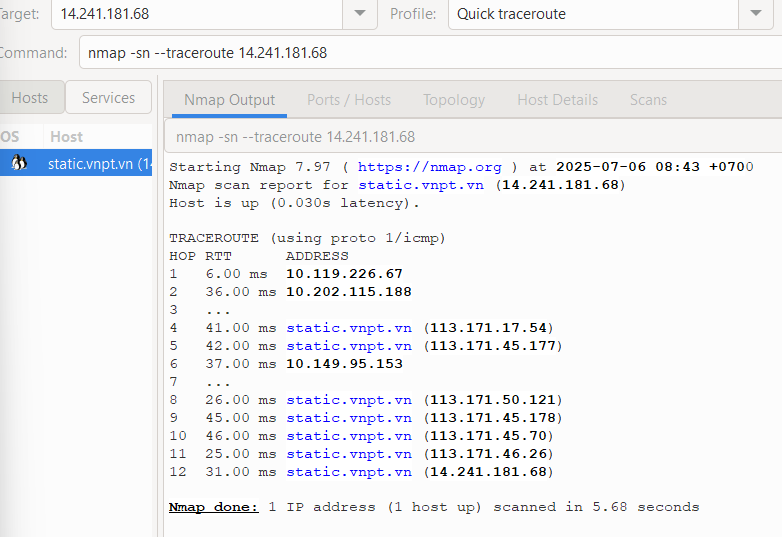 Target: 14.241.181.68 Profile: Quick traceroute
Command: nmap -sn --traceroute 14.241.181.68
Hosts Services
Nmap Output Ports / Hosts Topology Host Details Scans
OS Host
nmap -sn --traceroute 14.241.181.68
static.vnpt.vn (14
Starting Nmap 7.97 ( https://nmap.org ) at 2025-07-06 08:43 +0700
Nmap scan report for static.vnpt.vn (14.241.181.68)
Host is up (0.030s latency).
TRACEROUTE (using proto 1/icmp)
HOP RTT ADDRESS
1 6.00 ms 10.119.226.67
2 36.00 ms 10.202.115.188
3 ...
4 41.00 ms static.vnpt.vn (113.171.17.54)
5 42.00 ms static.vnpt.vn (113.171.45.177)
6 37.00 ms 10.149.95.153
7 ...
8 26.00 ms static.vnpt.vn (113.171.50.121)
9 45.00 ms static.vnpt.vn (113.171.45.178)
10 46.00 ms static.vnpt.vn (113.171.45.70)
11 25.00 ms static.vnpt.vn (113.171.46.26)
12 31.00 ms static.vnpt.vn (14.241.181.68)
Nmap done: 1 IP address (1 host up) scanned in 5.68 seconds